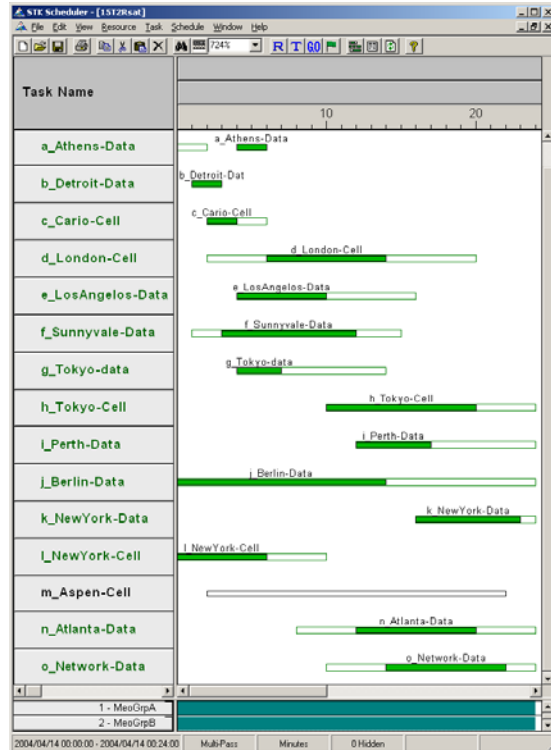 STK Scheduler - [15T2Rsat]
File Edit View Resource Task Schedule Window Help
724% R T GO
Task Name
10 20
a_Athens-Data a_Athens-Data
b_Detroit-Data b_Detroit-Dat
c_Cario-Cell c_Cario-Cell
d_London-Cell d_London-Cell
e_LosAngelos-Data e_LosAngelos-Data
f_Sunnyvale-Data f_Sunnyvale-Data
g_Tokyo-data g_Tokyo-data
h_Tokyo-Cell h_Tokyo-Cell
i_Perth-Data i_Perth-Data
j_Berlin-Data j_Berlin-Data
k_NewYork-Data k_NewYork-Data
l_NewYork-Cell l_NewYork-Cell
m_Aspen-Cell
n_Atlanta-Data n_Atlanta-Data
o_Network-Data o_Network-Data
1 - MeoGrpA
2 - MeoGrpB
2004/04/14 00:00:00 - 2004/04/14 00:24:00 Multi-Pass Minutes 0 Hidden